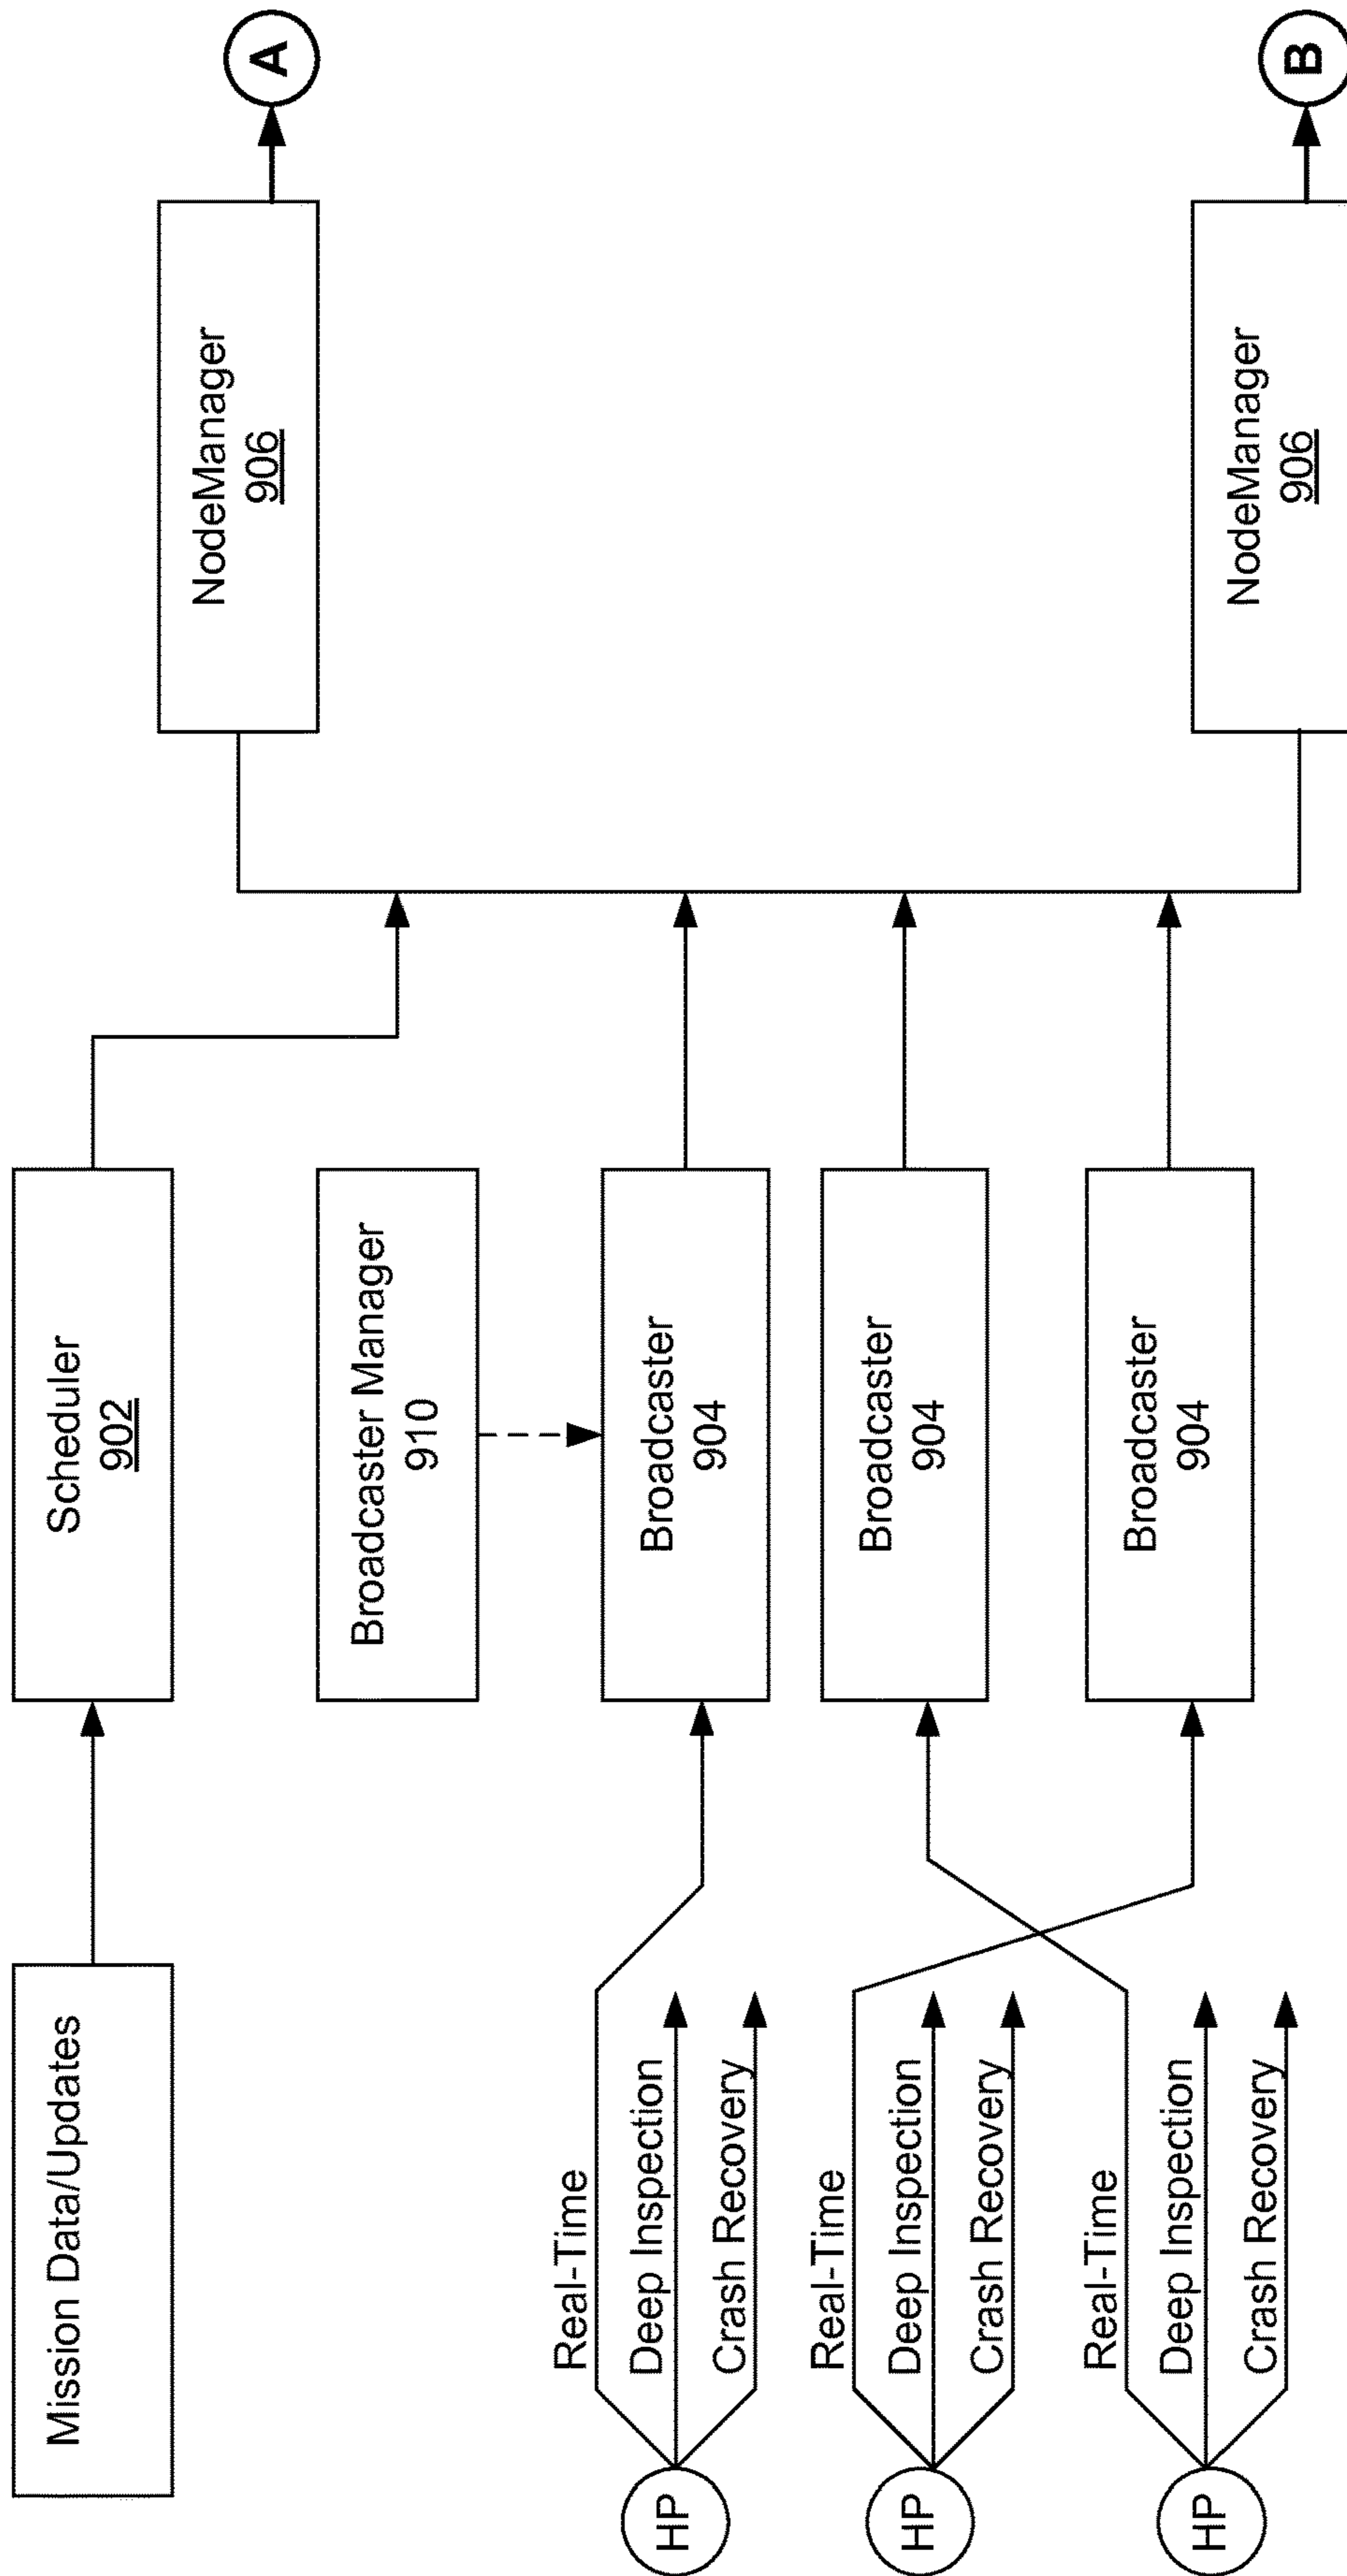 Mission Data/Updates
Scheduler
902
Broadcaster Manager
910
Real-Time
HP
Deep Inspection
Crash Recovery
Broadcaster
904
Real-Time
HP
Deep Inspection
Crash Recovery
Broadcaster
904
Real-Time
HP
Deep Inspection
Crash Recovery
Broadcaster
904
NodeManager
906
A
NodeManager
906
B